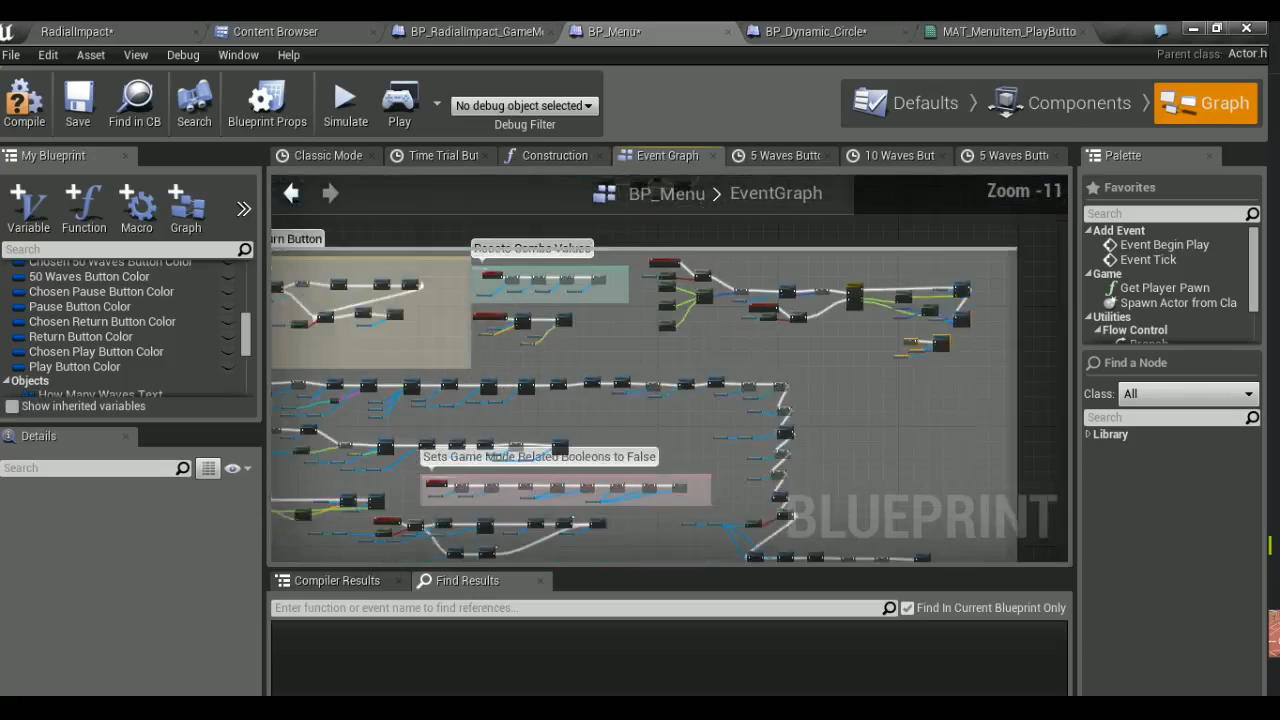 RadialImpact*
Content Browser
BP_RadialImpact_GameM
BP_Menu*
BP_Dynamic_Circle*
MAT_MenuItem_PlayButto
File Edit Asset View Debug Window Help
Parent class: Actor.h
Compile
Save
Find in CB
Search
Blueprint Props
Simulate
Play
No debug object selected
Debug Filter
Defaults
Components
Graph
My Blueprint
Classic Mode
Time Trial But
Construction
Event Graph
5 Waves Butt
10 Waves But
5 Waves Butt
Palette
Variable
Function
Macro
Graph
BP_Menu > EventGraph
Zoom -11
Favorites
Search
Search
Add Event
Event Begin Play
Event Tick
Game
Get Player Pawn
Spawn Actor from Cla
Utilities
Flow Control
Chosen 50 Waves Button Color
50 Waves Button Color
Chosen Pause Button Color
Pause Button Color
Chosen Return Button Color
Return Button Color
Chosen Play Button Color
Play Button Color
Objects
How Many Waves Text
Show inherited variables
urn Button
Resets Combo Values
Sets Game Mode Related Booleons to False
BLUEPRINT
Find a Node
Class: All
Search
Library
Details
Search
Compiler Results
Find Results
Enter function or event name to find references...
Find In Current Blueprint Only